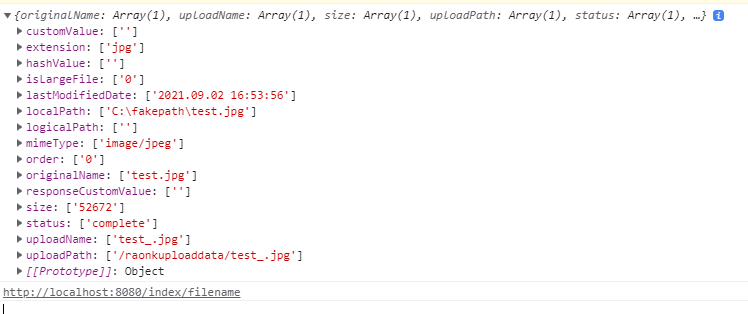 ▼{originalName: Array(1), uploadName: Array(1), size: Array(1), uploadPath: Array(1), status: Array(1), …} i
▶customValue: ['']
▶extension: ['jpg']
▶hashValue: ['']
▶isLargeFile: ['0']
▶lastModifiedDate: ['2021.09.02 16:53:56']
▶localPath: ['C:\fakepath\test.jpg']
▶logicalPath: ['']
▶mimeType: ['image/jpeg']
▶order: ['0']
▶originalName: ['test.jpg']
▶responseCustomValue: ['']
▶size: ['52672']
▶status: ['complete']
▶uploadName: ['test_.jpg']
▶uploadPath: ['/raonkuploaddata/test_.jpg']
▶[[Prototype]]: Object
http://localhost:8080/index/filename